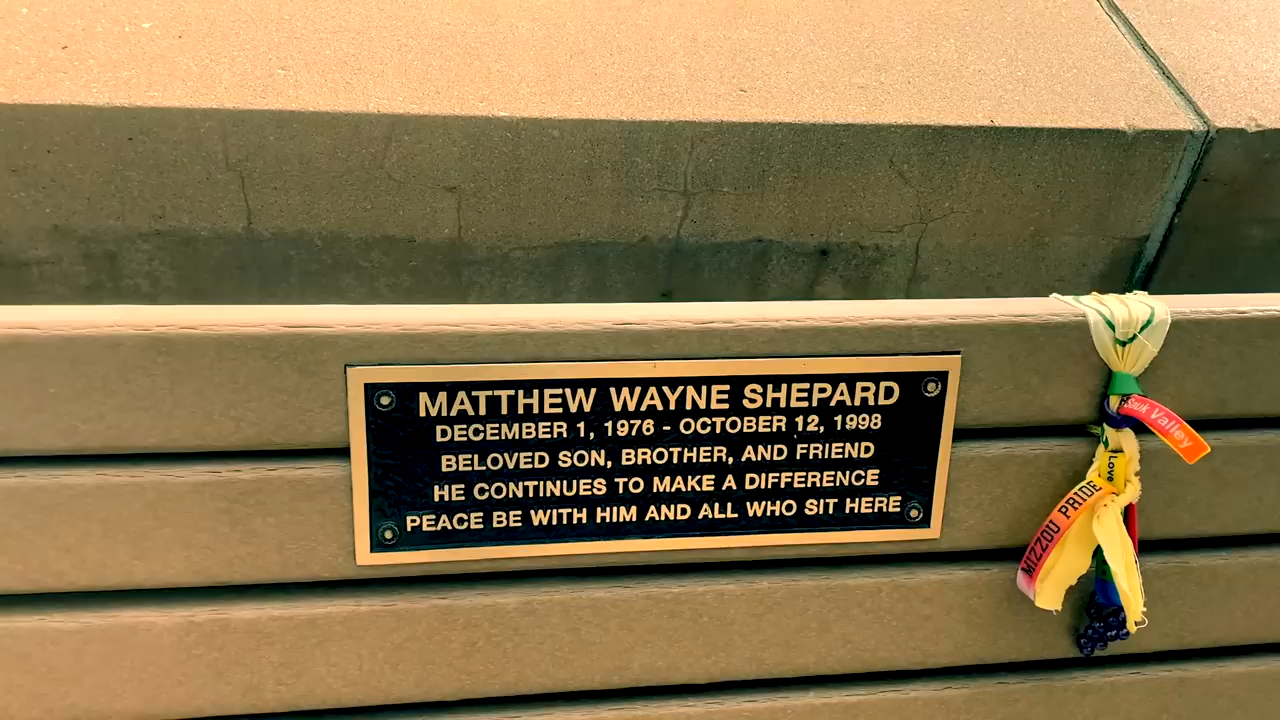 MATTHEW WAYNE SHEPARD
DECEMBER 1, 1976 - OCTOBER 12, 1998
BELOVED SON, BROTHER, AND FRIEND
HE CONTINUES TO MAKE A DIFFERENCE
PEACE BE WITH HIM AND ALL WHO SIT HERE
Sauk Valley
Love
MIZZOU PRIDE